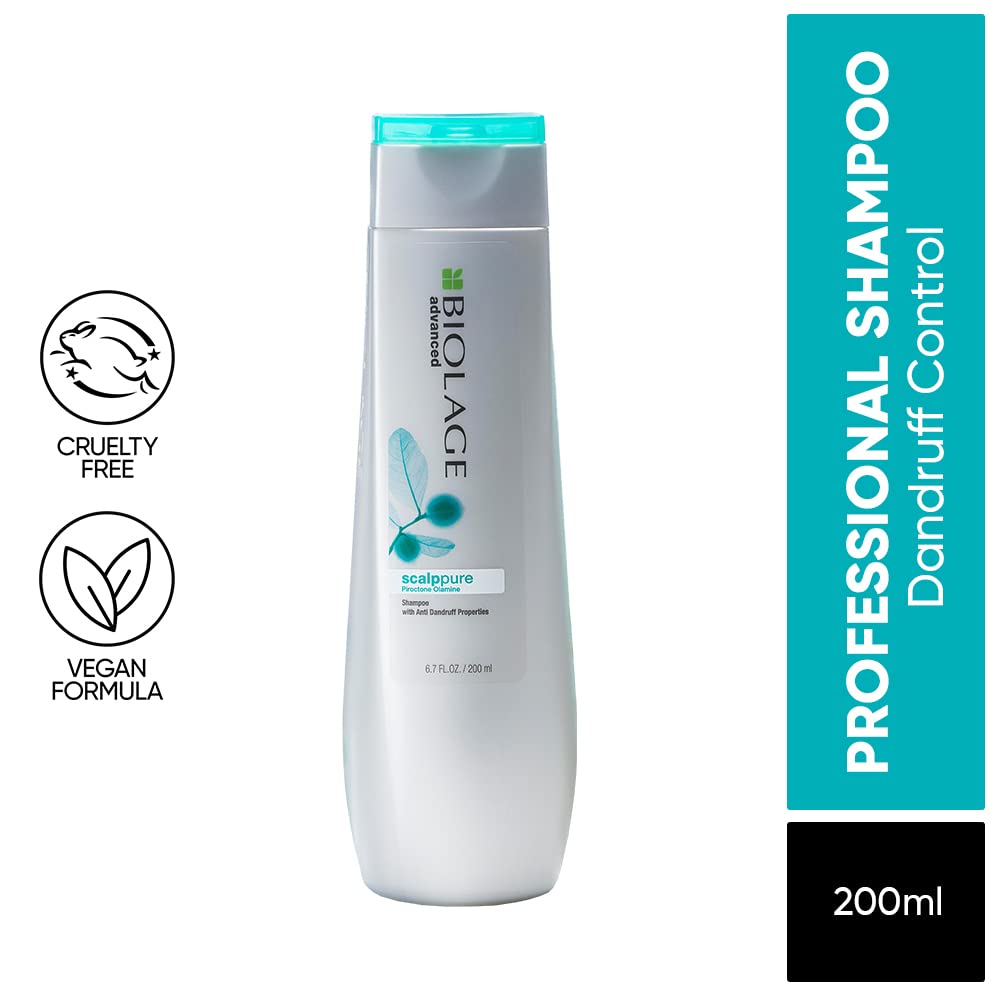 CRUELTY
FREE
VEGAN
FORMULA
BIOLAGE
advanced
scalppure
Piroctone Olamine
Shampoo
with Anti Dandruff Properties
6.7 FL.OZ. / 200 ml
PROFESSIONAL SHAMPOO
Dandruff Control
200ml